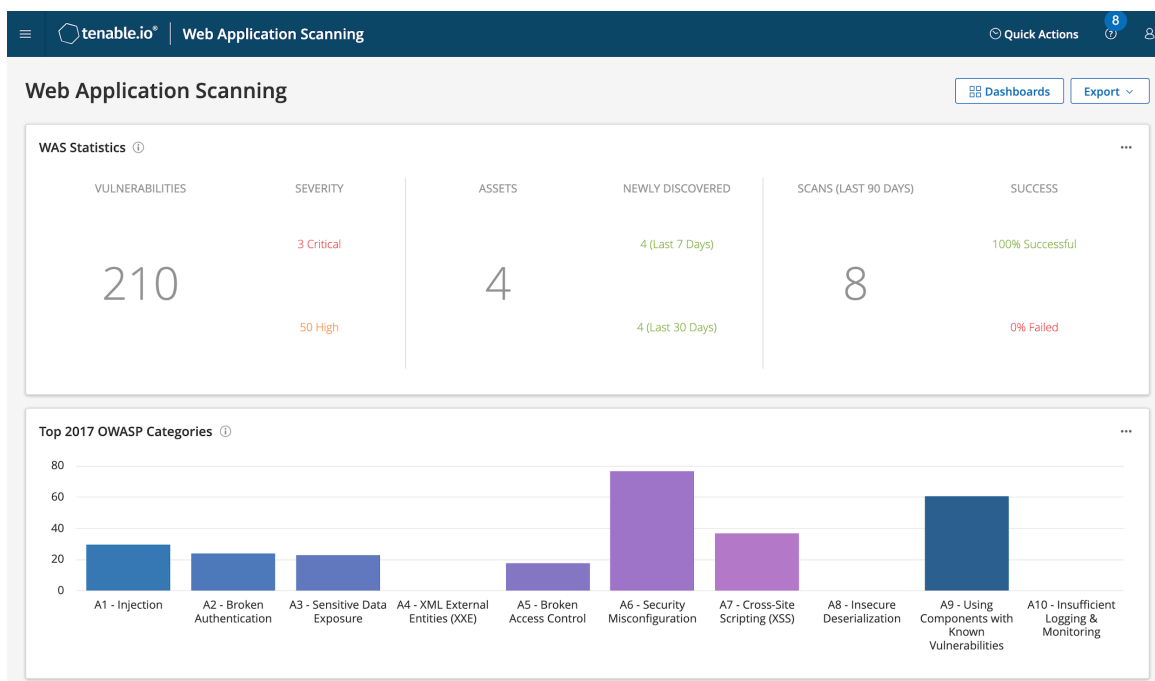 tenable.io® Web Application Scanning
Quick Actions
8
Web Application Scanning
Dashboards
Export
WAS Statistics
VULNERABILITIES
SEVERITY
ASSETS
NEWLY DISCOVERED
SCANS (LAST 90 DAYS)
SUCCESS
3 Critical
4 (Last 7 Days)
100% Successful
210
4
8
50 High
4 (Last 30 Days)
0% Failed
Top 2017 OWASP Categories
80
60
40
20
0
A1 - Injection
A2 - Broken
Authentication
A3 - Sensitive Data
Exposure
A4 - XML External
Entities (XXE)
A5 - Broken
Access Control
A6 - Security
Misconfiguration
A7 - Cross-Site
Scripting (XSS)
A8 - Insecure
Deserialization
A9 - Using
Components with
Known
Vulnerabilities
A10 - Insufficient
Logging &
Monitoring